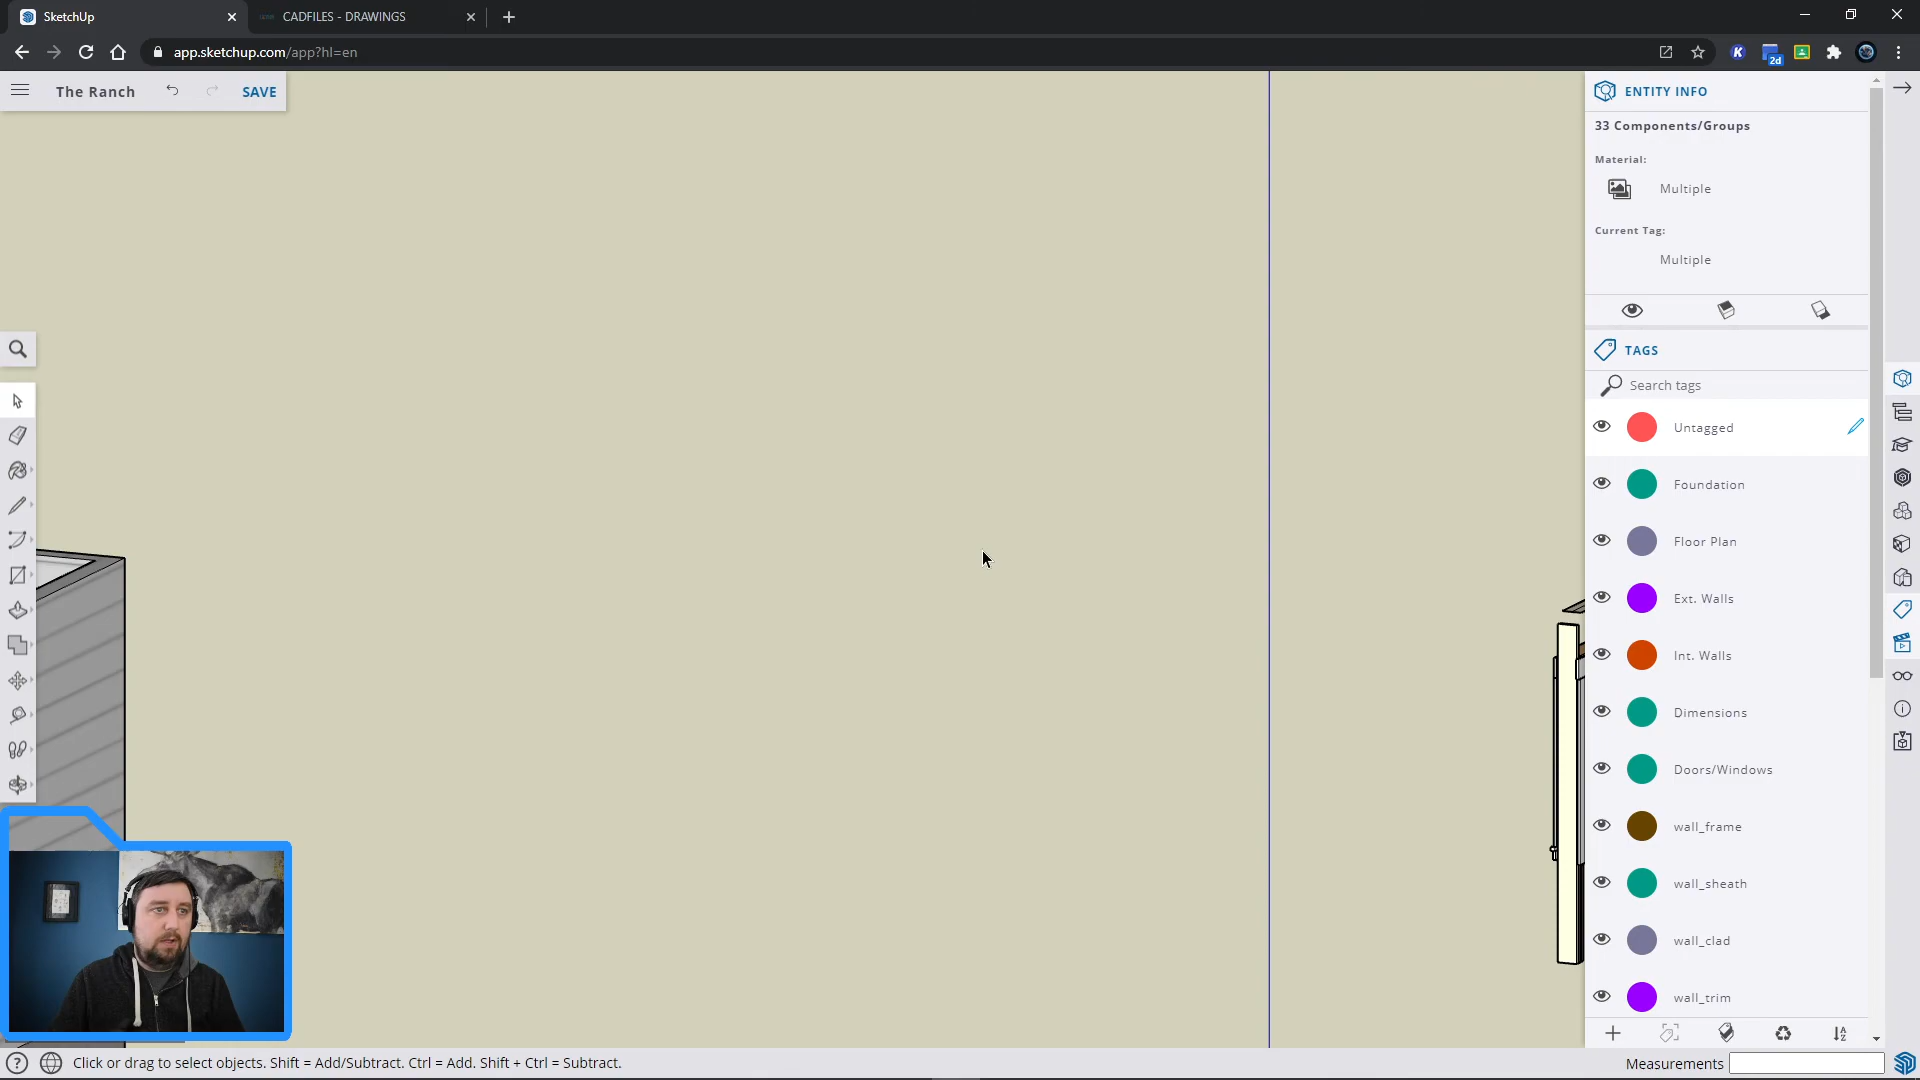 SketchUp
CADFILES - DRAWINGS
app.sketchup.com/app?hl=en
K
2d
The Ranch
SAVE
ENTITY INFO
33 Components/Groups
Material:
Multiple
Current Tag:
Multiple
TAGS
Search tags
Untagged
Foundation
Floor Plan
Ext. Walls
Int. Walls
Dimensions
Doors/Windows
wall_frame
wall_sheath
wall_clad
wall_trim
Click or drag to select objects. Shift = Add/Subtract. Ctrl = Add. Shift + Ctrl = Subtract.
Measurements